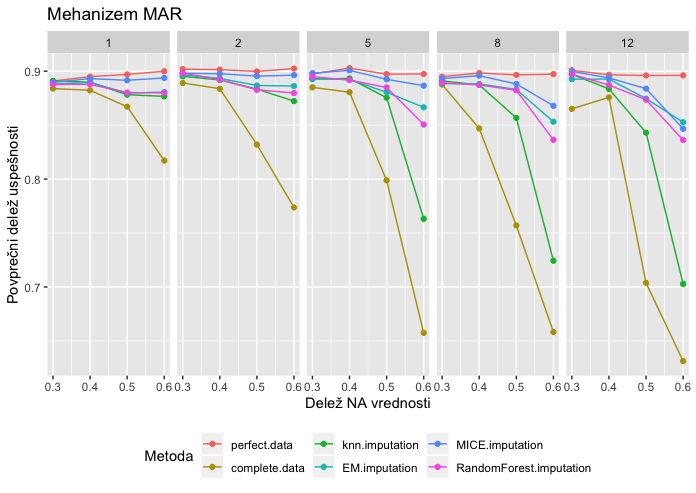 Mehanizem MAR
1 2 5 8 12
0.9
0.8
0.7
0.3 0.4 0.5 0.6 0.3 0.4 0.5 0.6 0.3 0.4 0.5 0.6 0.3 0.4 0.5 0.6 0.3 0.4 0.5 0.6
Povprečni delež uspešnosti
Delež NA vrednosti
Metoda
perfect.data knn.imputation MICE.imputation
complete.data EM.imputation RandomForest.imputation